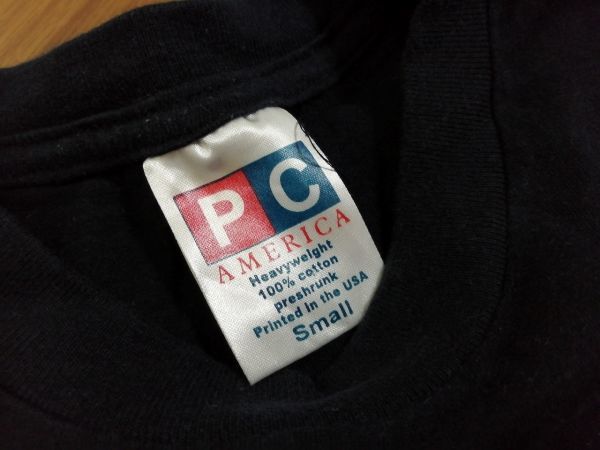 PC
AMERICA
Heavyweight
100% cotton
preshrunk
Printed in the USA
Small